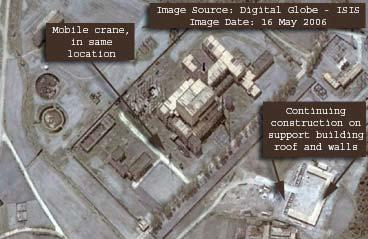 Image Source: Digital Globe - ISIS
Image Date: 16 May 2006
Mobile crane,
in same
location
Continuing
construction on
support building
roof and walls